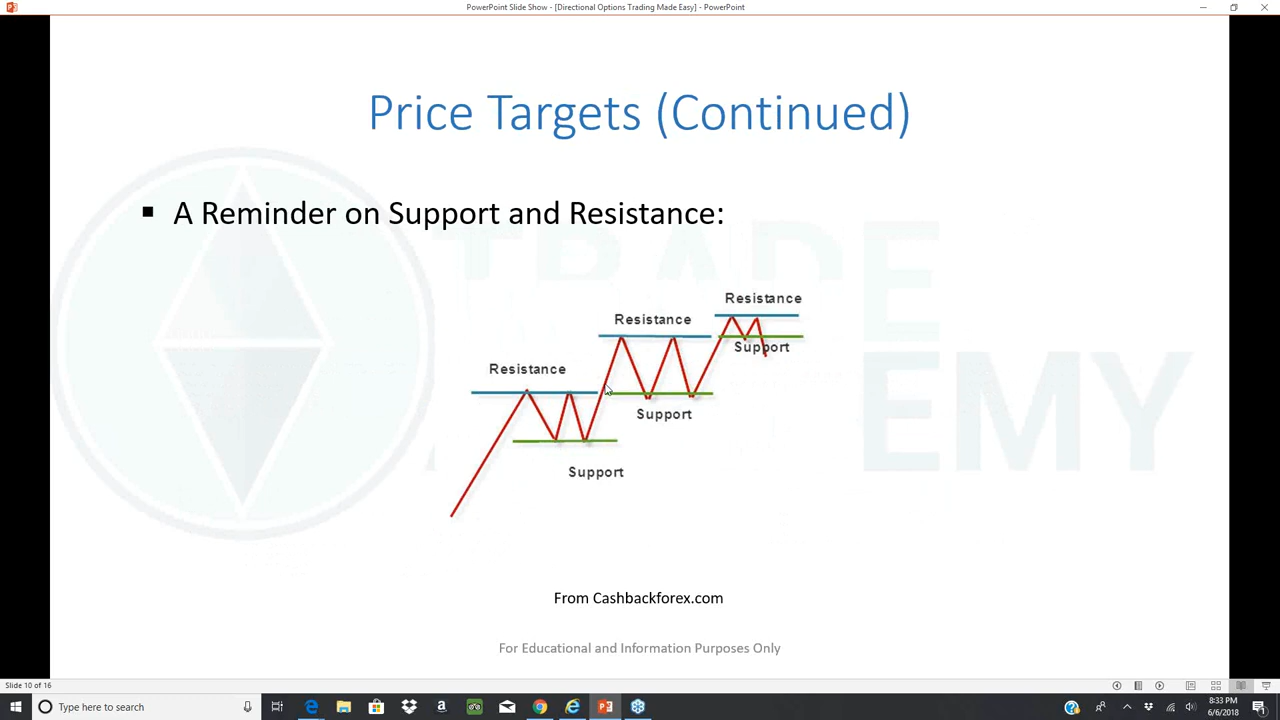 PowerPoint Slide Show - [Directional Options Trading Made Easy] - PowerPoint
Price Targets (Continued)
▪ A Reminder on Support and Resistance:
Resistance
Resistance
Support
Resistance
Support
Support
TRADE
EMY
From Cashbackforex.com
For Educational and Information Purposes Only
Slide 10 of 16
Type here to search
8:33 PM
6/6/2018